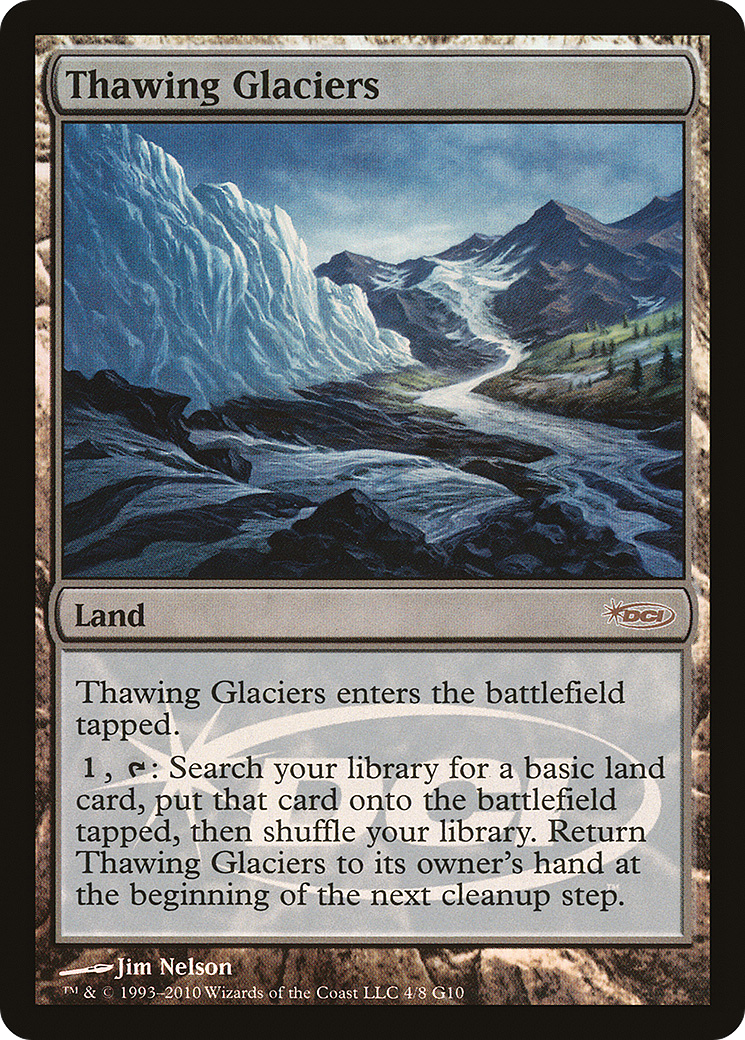 Thawing Glaciers
Land
DCI
Thawing Glaciers enters the battlefield
tapped.
1, T: Search your library for a basic land
card, put that card onto the battlefield
tapped, then shuffle your library. Return
Thawing Glaciers to its owner's hand at
the beginning of the next cleanup step.
DCI
™
Jim Nelson
™ & © 1993–2010 Wizards of the Coast LLC 4/8 G10